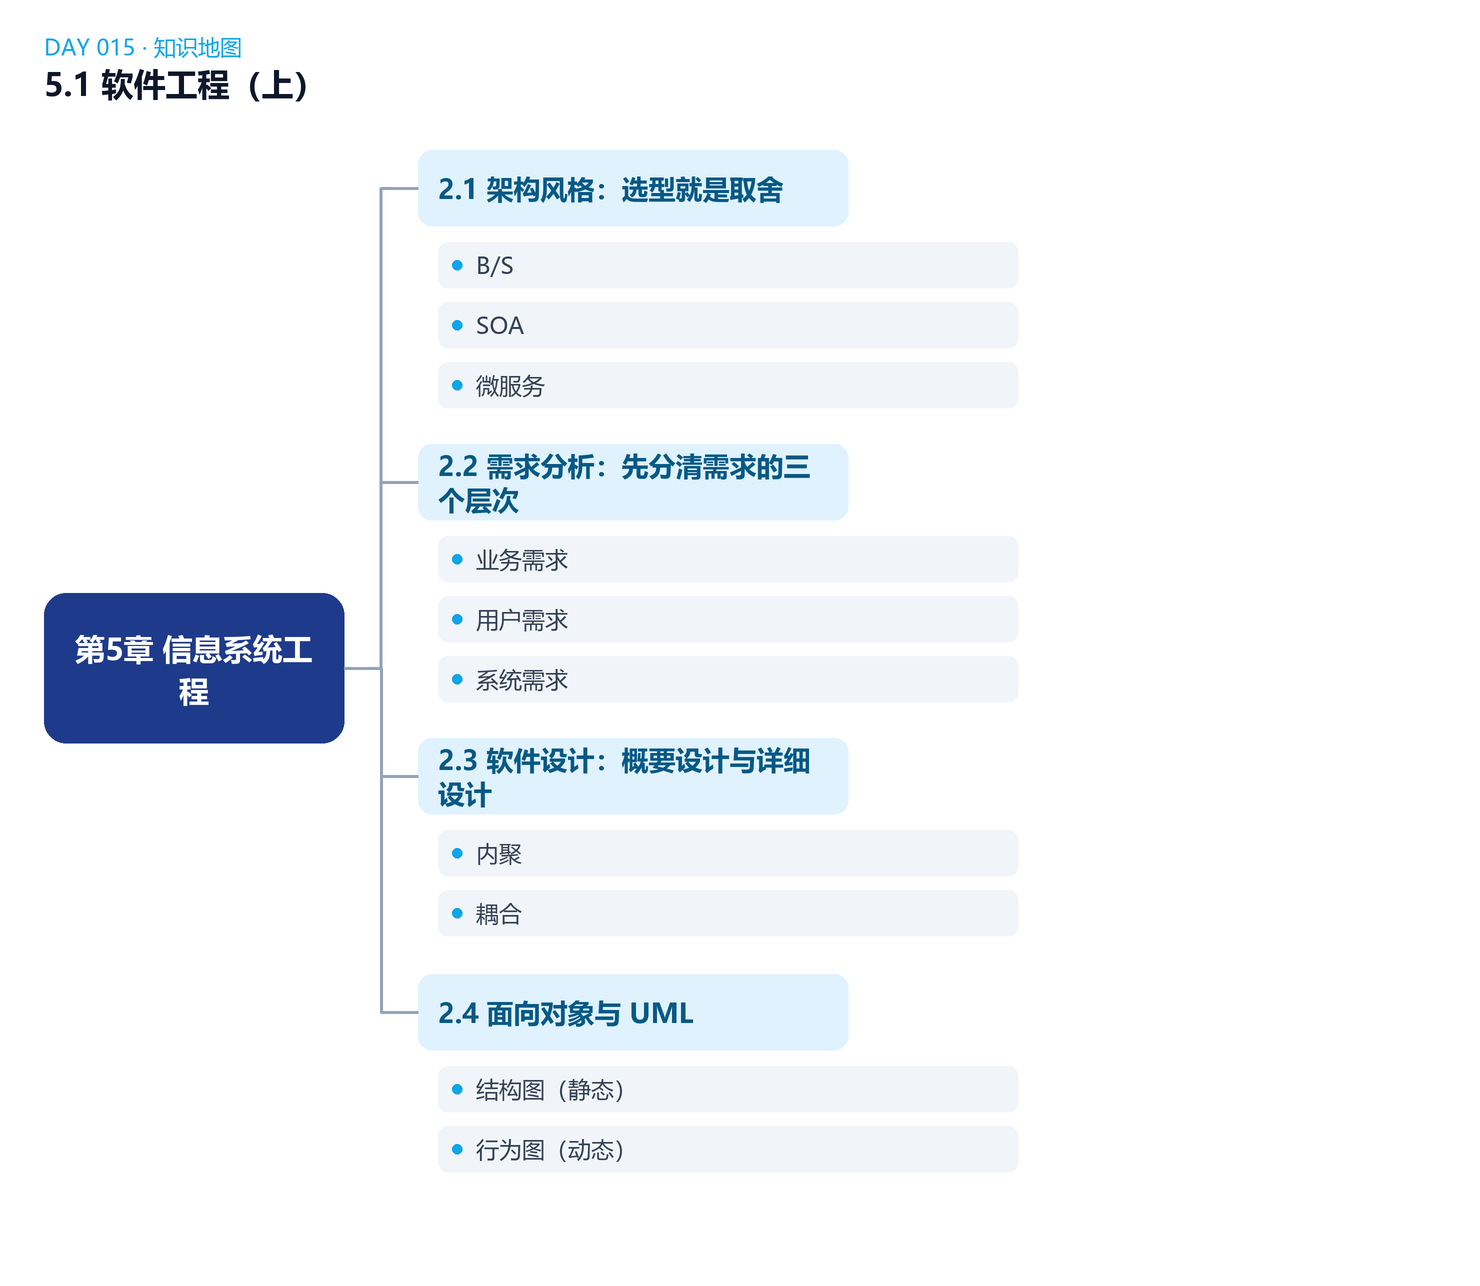 DAY 015 · 知识地图
5.1 软件工程（上）
2.1 架构风格：选型就是取舍
B/S
SOA
微服务
2.2 需求分析：先分清需求的三
个层次
业务需求
用户需求
系统需求
第5章 信息系统工
程
2.3 软件设计：概要设计与详细
设计
内聚
耦合
2.4 面向对象与 UML
结构图（静态）
行为图（动态）